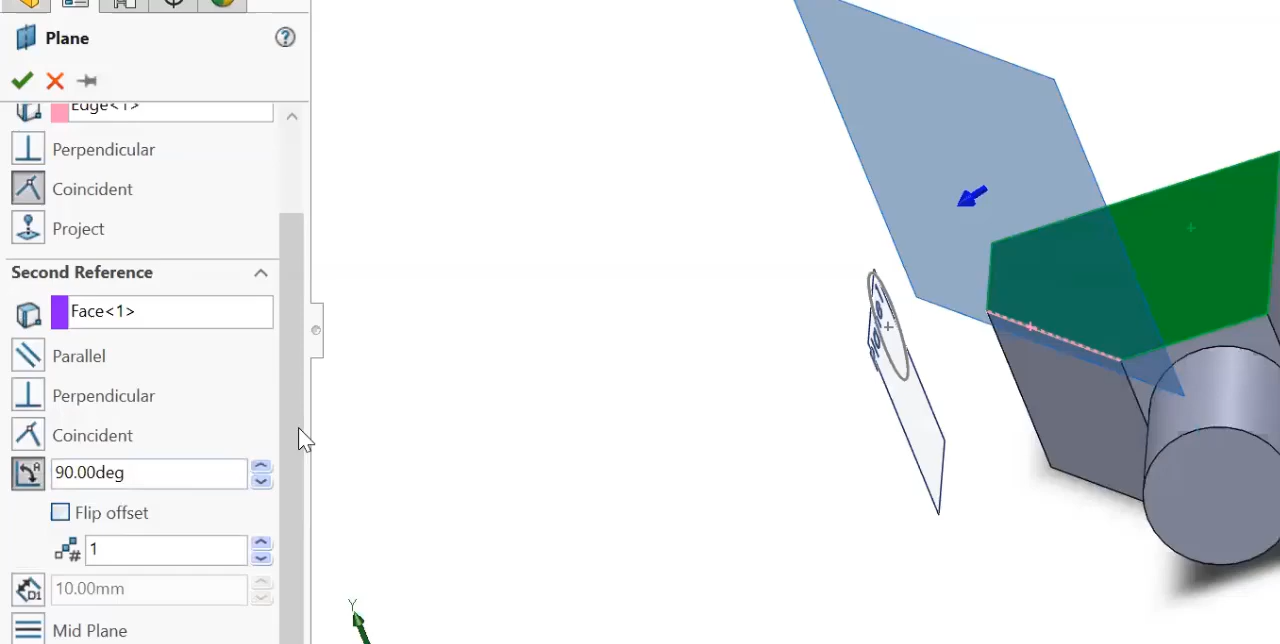 Plane
Edge<1>
Perpendicular
Coincident
Project
Second Reference
Face<1>
Parallel
Perpendicular
Coincident
90.00deg
Flip offset
#
1
D1
10.00mm
Mid Plane
Y